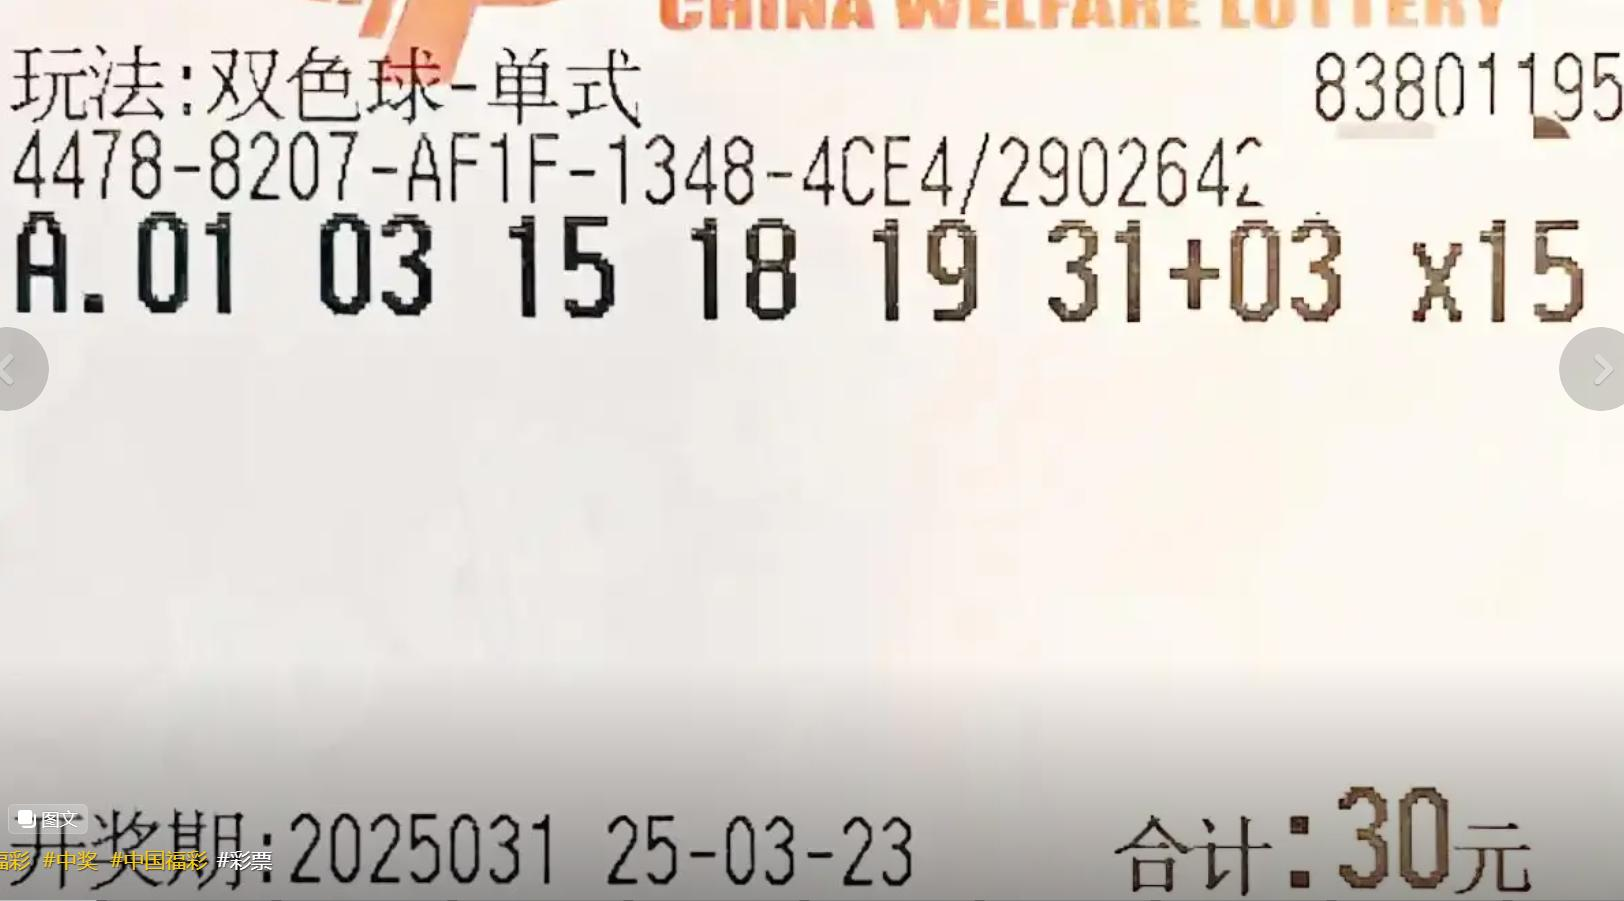 CHINA WELFARE LOTTERY
玩法:双色球-单式
83801195
4478-8207-AF1F-1348-4CE4/2902642
A.01 03 15 18 19 31+03 x15
图文
开奖期:2025031 25-03-23
合计:30元
福彩 #中奖 #中国福彩 #彩票